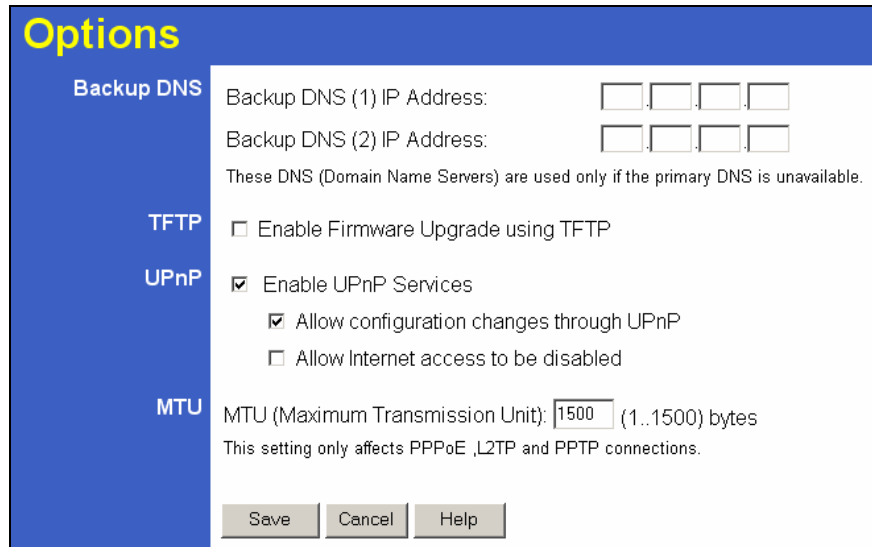 Options
Backup DNS
Backup DNS (1) IP Address: . . .
Backup DNS (2) IP Address: . . .
These DNS (Domain Name Servers) are used only if the primary DNS is unavailable.
TFTP
Enable Firmware Upgrade using TFTP
UPnP
Enable UPnP Services
Allow configuration changes through UPnP
Allow Internet access to be disabled
MTU
MTU (Maximum Transmission Unit): 1500 (1..1500) bytes
This setting only affects PPPoE ,L2TP and PPTP connections.
Save Cancel Help